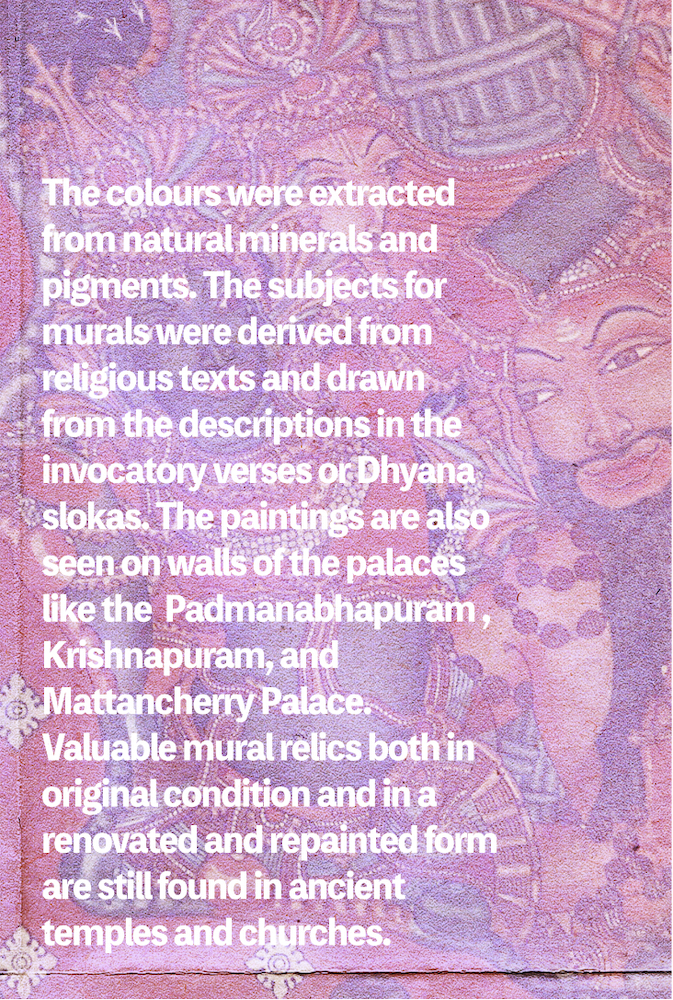 The colours were extracted
from natural minerals and
pigments. The subjects for
murals were derived from
religious texts and drawn
from the descriptions in the
invocatory verses or Dhyana
slokas. The paintings are also
seen on walls of the palaces
like the  Padmanabhapuram ,
Krishnapuram, and
Mattancherry Palace.
Valuable mural relics both in
original condition and in a
renovated and repainted form
are still found in ancient
temples and churches.